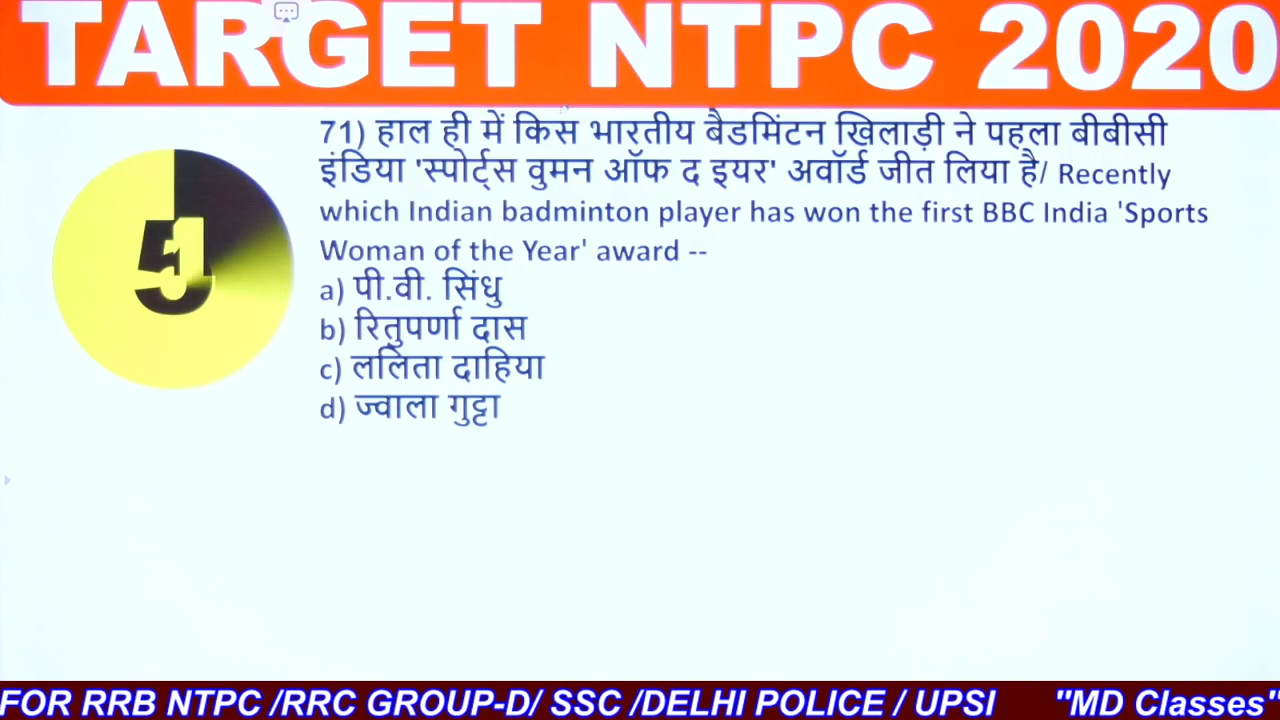 TARGET NTPC 2020
71) हाल ही में किस भारतीय बैडमिंटन खिलाड़ी ने पहला बीबीसी
इंडिया 'स्पोर्ट्स वुमन ऑफ द इयर' अवॉर्ड जीत लिया है/ Recently
which Indian badminton player has won the first BBC India 'Sports
Woman of the Year' award --
a) पी.वी. सिंधु
b) रितुपर्णा दास
c) ललिता दाहिया
d) ज्वाला गुट्टा
FOR RRB NTPC /RRC GROUP-D/ SSC /DELHI POLICE / UPSI "MD Classes"